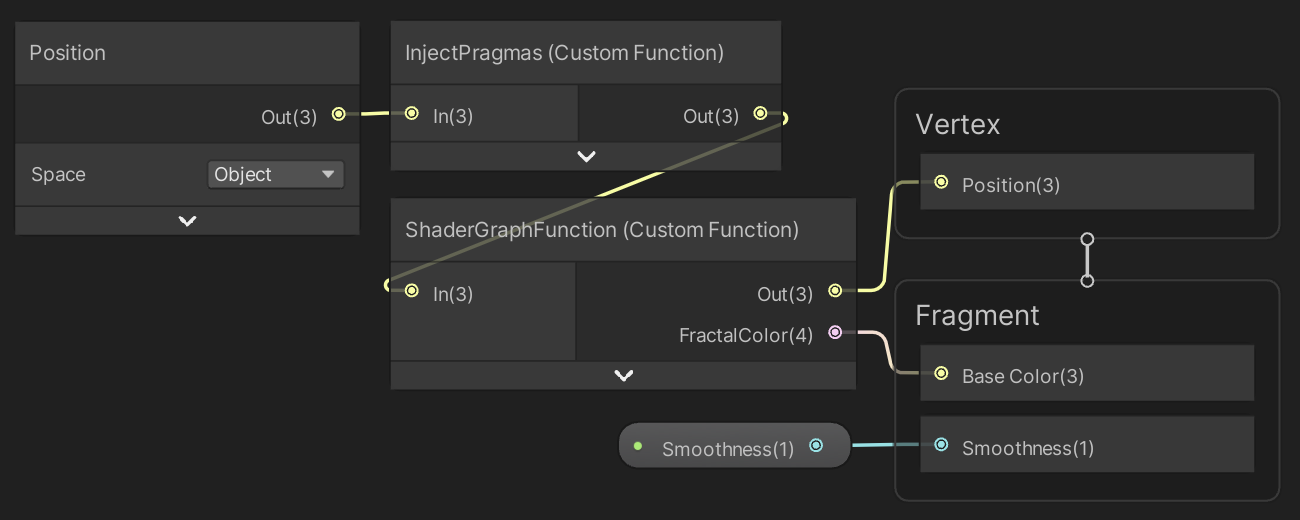 Position
Out(3)
Space
Object
InjectPragmas (Custom Function)
In(3)
Out(3)
ShaderGraphFunction (Custom Function)
In(3)
Out(3)
FractalColor(4)
Smoothness(1)
Vertex
Position(3)
Fragment
Base Color(3)
Smoothness(1)